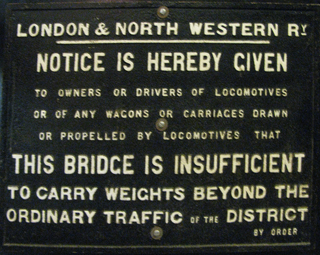 LONDON & NORTH WESTERN RY
NOTICE IS HEREBY GIVEN
TO OWNERS OR DRIVERS OF LOCOMOTIVES
OR OF ANY WAGONS OR CARRIAGES DRAWN
OR PROPELLED BY LOCOMOTIVES THAT
THIS BRIDGE IS INSUFFICIENT
TO CARRY WEIGHTS BEYOND THE
ORDINARY TRAFFIC OF THE DISTRICT
BY ORDER